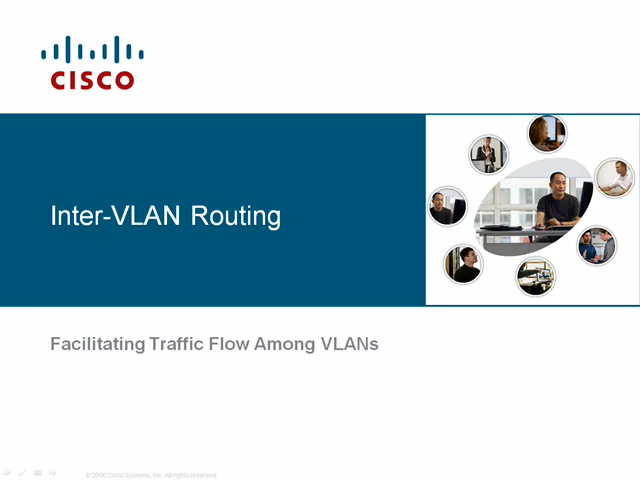 CISCO
Inter-VLAN Routing
Facilitating Traffic Flow Among VLANs
© 2006 Cisco Systems, Inc. All rights reserved.